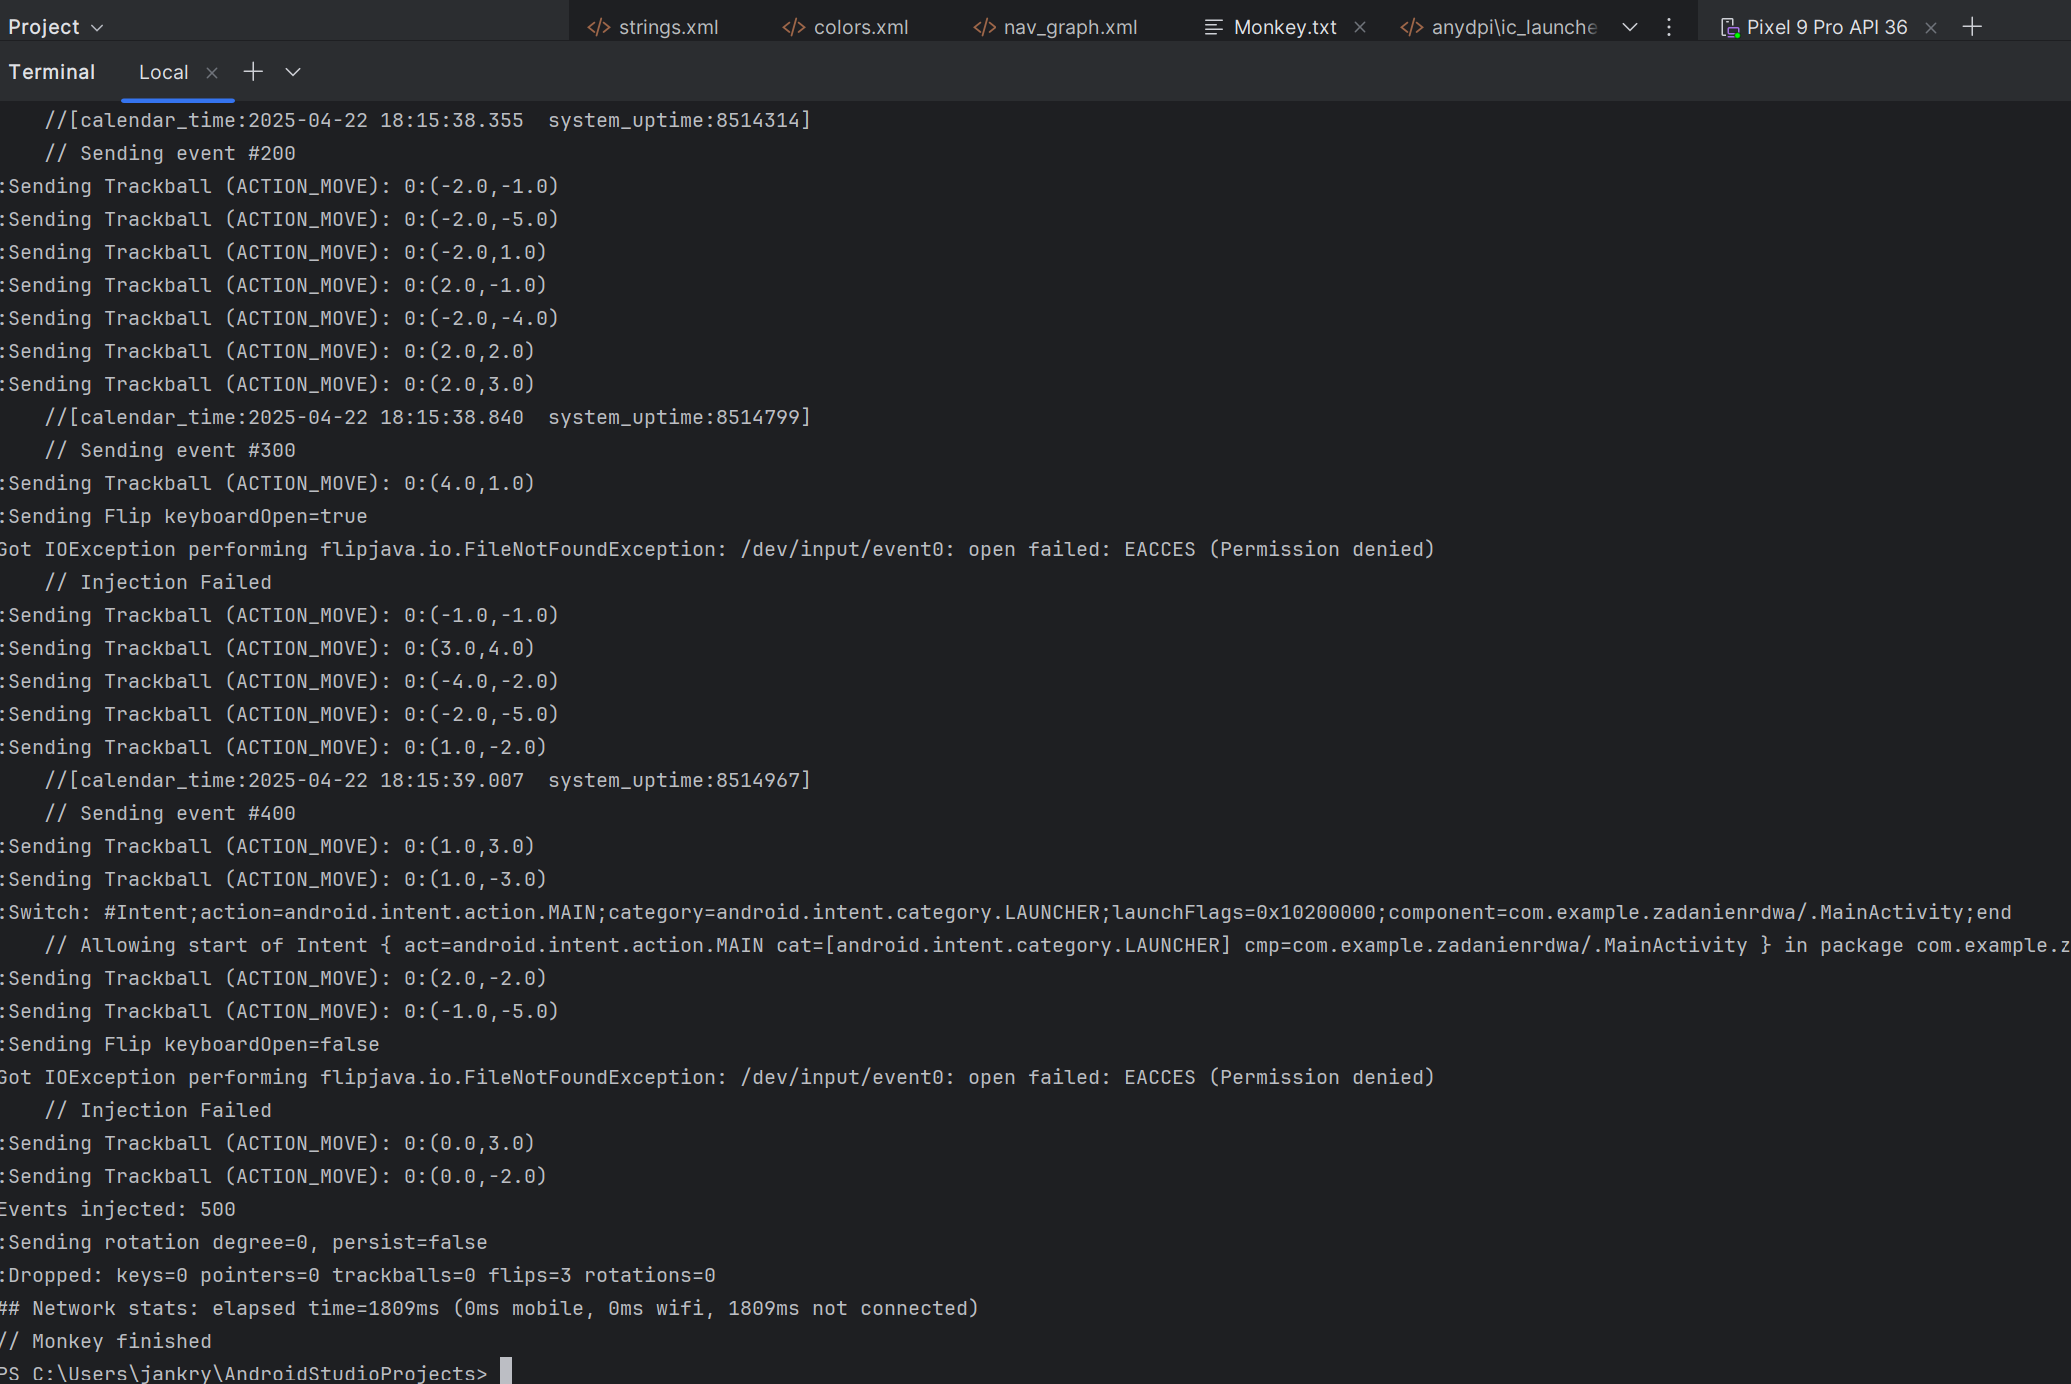 Project
strings.xml
colors.xml
nav_graph.xml
Monkey.txt
anydpi\ic_launche
Pixel 9 Pro API 36
Terminal
Local
//[calendar_time:2025-04-22 18:15:38.355  system_uptime:8514314]
// Sending event #200
:Sending Trackball (ACTION_MOVE): 0:(-2.0,-1.0)
:Sending Trackball (ACTION_MOVE): 0:(-2.0,-5.0)
:Sending Trackball (ACTION_MOVE): 0:(-2.0,1.0)
:Sending Trackball (ACTION_MOVE): 0:(2.0,-1.0)
:Sending Trackball (ACTION_MOVE): 0:(-2.0,-4.0)
:Sending Trackball (ACTION_MOVE): 0:(2.0,2.0)
:Sending Trackball (ACTION_MOVE): 0:(2.0,3.0)
//[calendar_time:2025-04-22 18:15:38.840  system_uptime:8514799]
// Sending event #300
:Sending Trackball (ACTION_MOVE): 0:(4.0,1.0)
:Sending Flip keyboardOpen=true
Got IOException performing flipjava.io.FileNotFoundException: /dev/input/event0: open failed: EACCES (Permission denied)
// Injection Failed
:Sending Trackball (ACTION_MOVE): 0:(-1.0,-1.0)
:Sending Trackball (ACTION_MOVE): 0:(3.0,4.0)
:Sending Trackball (ACTION_MOVE): 0:(-4.0,-2.0)
:Sending Trackball (ACTION_MOVE): 0:(-2.0,-5.0)
:Sending Trackball (ACTION_MOVE): 0:(1.0,-2.0)
//[calendar_time:2025-04-22 18:15:39.007  system_uptime:8514967]
// Sending event #400
:Sending Trackball (ACTION_MOVE): 0:(1.0,3.0)
:Sending Trackball (ACTION_MOVE): 0:(1.0,-3.0)
:Switch: #Intent;action=android.intent.action.MAIN;category=android.intent.category.LAUNCHER;launchFlags=0x10200000;component=com.example.zadanienrdwa/.MainActivity;end
// Allowing start of Intent { act=android.intent.action.MAIN cat=[android.intent.category.LAUNCHER] cmp=com.example.zadanienrdwa/.MainActivity } in package com.example.z
:Sending Trackball (ACTION_MOVE): 0:(2.0,-2.0)
:Sending Trackball (ACTION_MOVE): 0:(-1.0,-5.0)
:Sending Flip keyboardOpen=false
Got IOException performing flipjava.io.FileNotFoundException: /dev/input/event0: open failed: EACCES (Permission denied)
// Injection Failed
:Sending Trackball (ACTION_MOVE): 0:(0.0,3.0)
:Sending Trackball (ACTION_MOVE): 0:(0.0,-2.0)
Events injected: 500
:Sending rotation degree=0, persist=false
:Dropped: keys=0 pointers=0 trackballs=0 flips=3 rotations=0
## Network stats: elapsed time=1809ms (0ms mobile, 0ms wifi, 1809ms not connected)
// Monkey finished
PS C:\Users\jankry\AndroidStudioProjects>